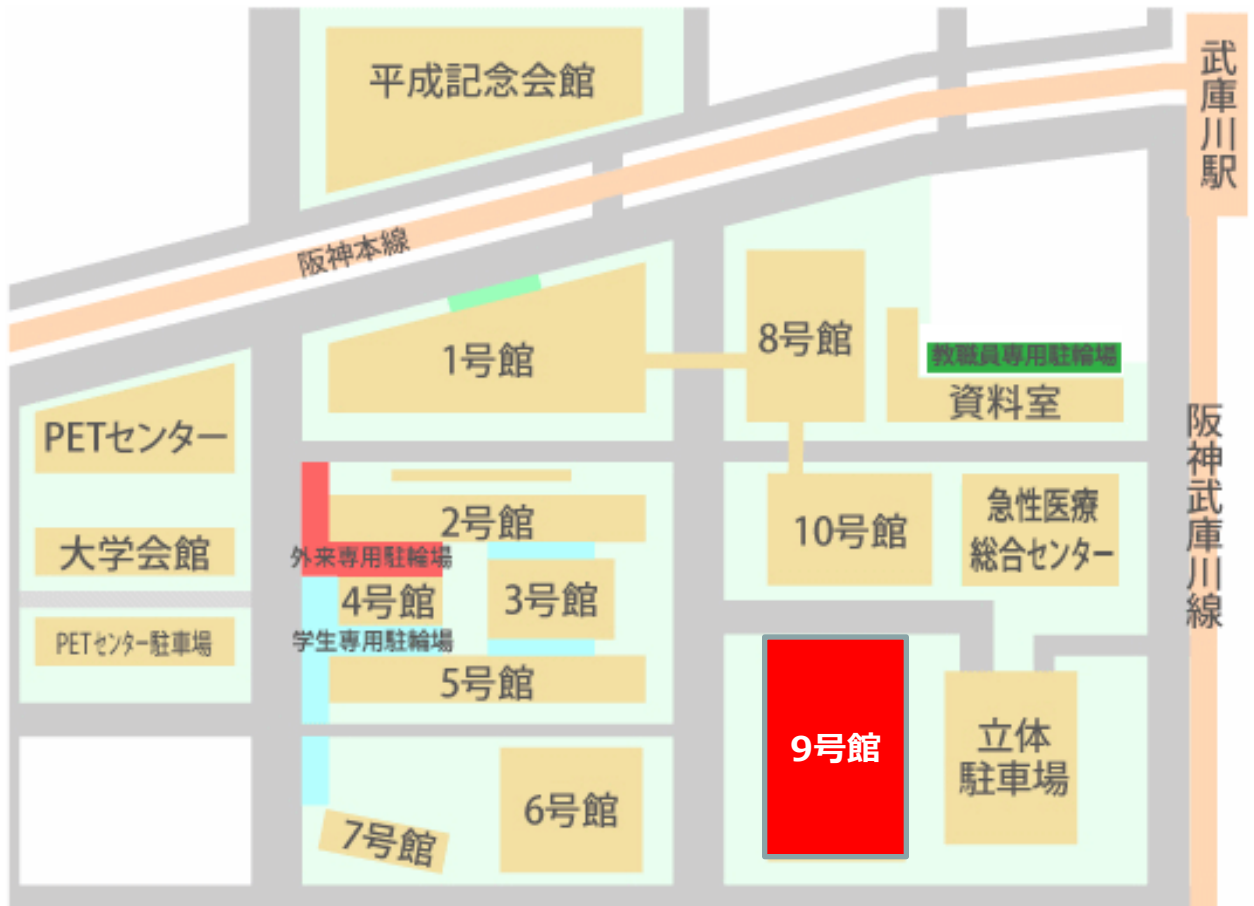 平成記念会館
武庫川駅
阪神本線
1号館
8号館
教職員専用駐輪場
資料室
PETセンター
阪神武庫川線
2号館
10号館
急性医療
総合センター
大学会館
外来専用駐輪場
4号館
3号館
PETセンター駐車場
学生専用駐輪場
5号館
9号館
立体
駐車場
6号館
7号館